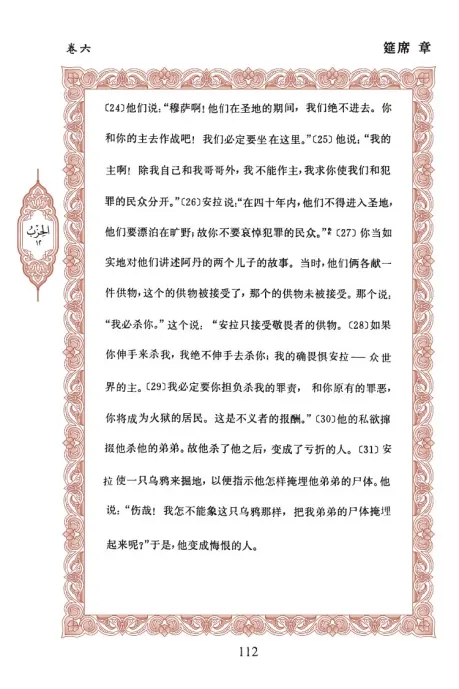 卷六
筵席 章
(24)他们说:“穆萨啊!他们在圣地的期间,我们绝不进去。你
和你的主去作战吧! 我们必定要坐在这里。”(25)他说:“我的
主啊! 除我自己和我哥哥外,我不能作主,我求你使我们和犯
罪的民众分开。”(26)安拉说:“在四十年内,他们不得进入圣地,
他们要漂泊在旷野;故你不要哀悼犯罪的民众。”(27)你当如
实地对他们讲述阿丹的两个儿子的故事。当时,他们俩各献一
件供物,这个的供物被接受了,那个的供物未被接受。那个说:
“我必杀你。”这个说:“安拉只接受敬畏者的供物。(28)如果
你伸手来杀我,我绝不伸手去杀你;我的确畏惧安拉——众世
界的主。(29)我必定要你担负杀我的罪责, 和你原有的罪恶,
你将成为火狱的居民。这是不义者的报酬。”(30)他的私欲撺
掇他杀他的弟弟。故他杀了他之后,变成了亏折的人。(31)安
拉使一只乌鸦来掘地,以便指示他怎样掩埋他弟弟的尸体。他
说:“伤哉! 我怎不能象这只乌鸦那样,把我弟弟的尸体掩埋
起来呢?”于是,他变成悔恨的人。
الحزب
١٢
112